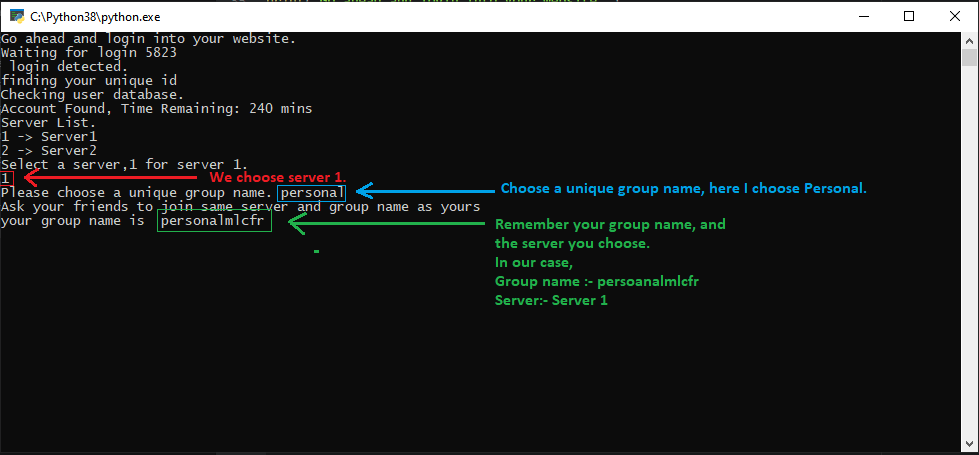 C:\Python38\python.exe
Go ahead and login into your website.
Waiting for login 5823
login detected.
finding your unique id
Checking user database.
Account Found, Time Remaining: 240 mins
Server List.
1 -> Server1
2 -> Server2
Select a server,1 for server 1.
1
We choose server 1.
Please choose a unique group name. personal
Choose a unique group name, here I choose Personal.
Ask your friends to join same server and group name as yours
your group name is personalmlcfr
Remember your group name, and
the server you choose.
In our case,
Group name :- persoanalmlcfr
Server:- Server 1